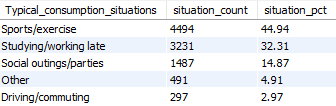 Typical_consumption_situations situation_count situation_pct
Sports/exercise 4494 44.94
Studying/working late 3231 32.31
Social outings/parties 1487 14.87
Other 491 4.91
Driving/commuting 297 2.97